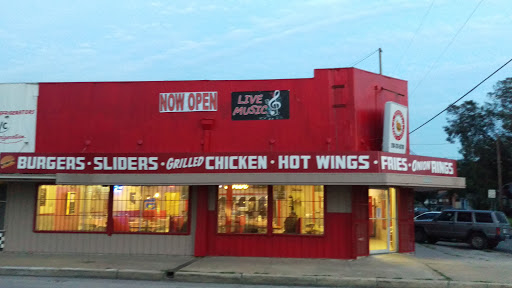 NOW OPEN
LIVE
MUSIC
BURGERS · SLIDERS · GRILLED CHICKEN · HOT WINGS · FRIES · ONION RINGS